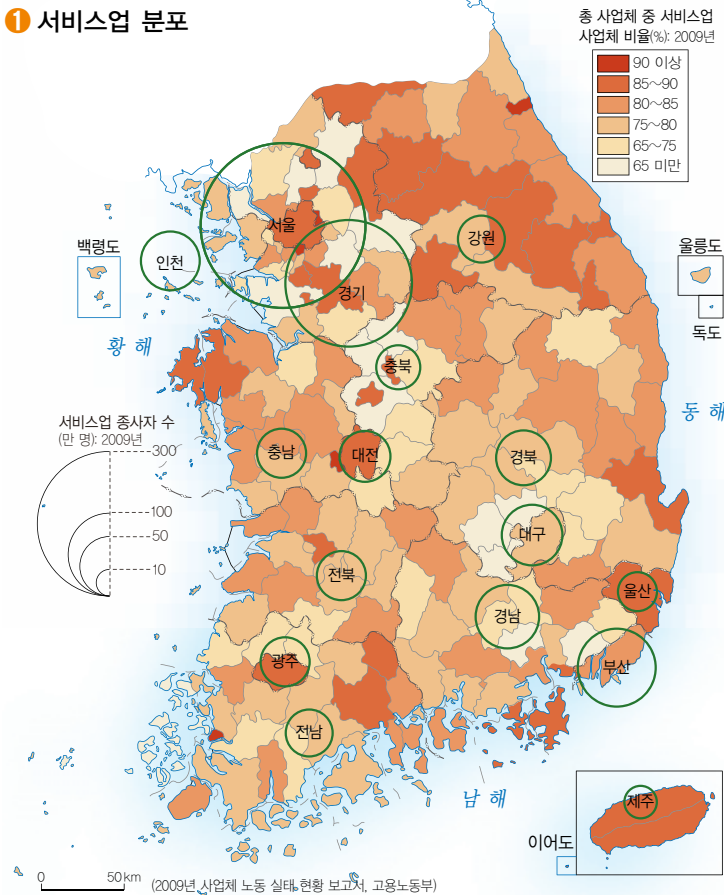 1 서비스업 분포
총 사업체 중 서비스업
사업체 비율(%): 2009년
90 이상
85~90
80~85
75~80
65~75
65 미만
서울
강원
백령도
인천
울릉도
경기
독도
황 해
충북
동 해
서비스업 종사자 수
(만 명): 2009년
300
충남
대전
경북
100
50
대구
10
전북
울산
경남
광주
부산
전남
남 해
제주
이어도
0 50km
(2009년 사업체 노동 실태 현황 보고서, 고용노동부)